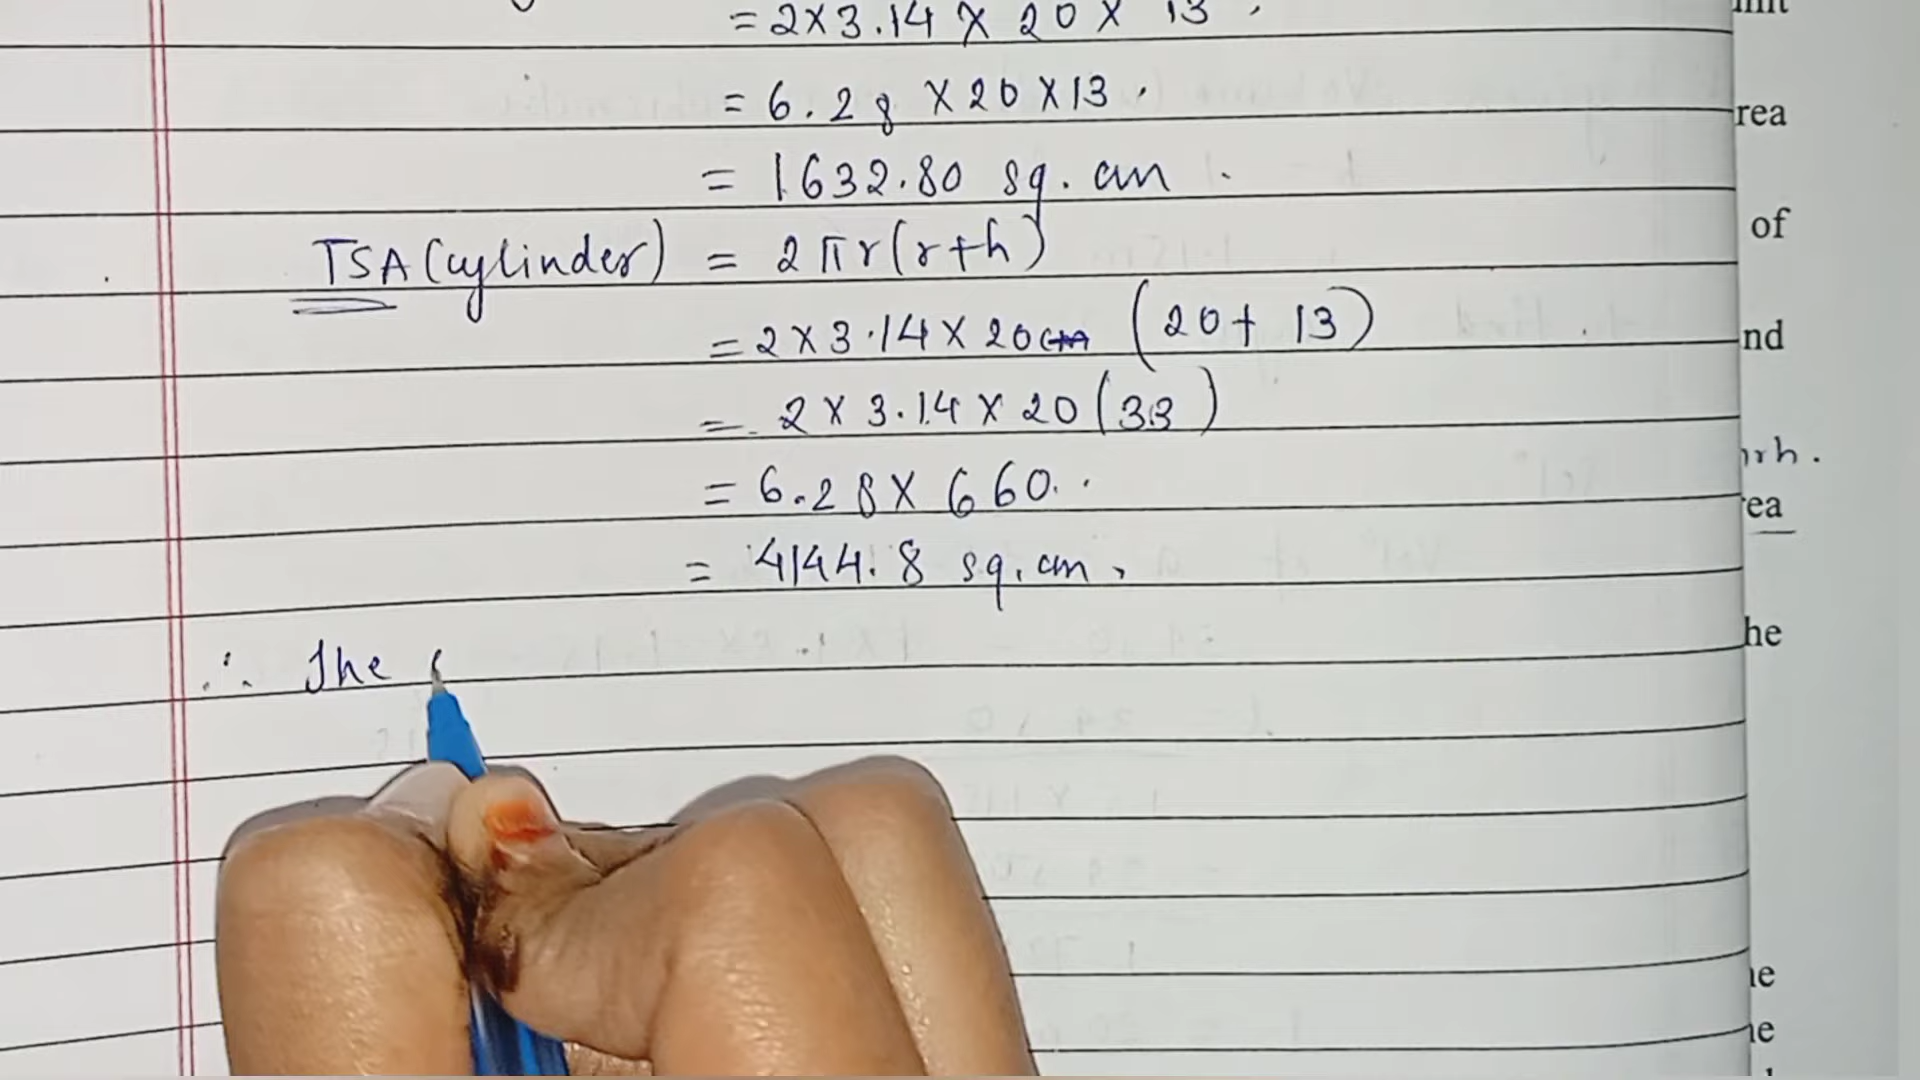 = 2 × 3.14 × 20 × 13 .
= 6.28 × 20 × 13 .
= 1632.80 sq. cm .
TSA (cylinder) = 2πr(r+h)
= 2 × 3.14 × 20 cm (20 + 13)
= 2 × 3.14 × 20 (33)
= 6.28 × 660 .
= 4144.8 sq. cm .
∴ The
rea
of
nd
rh.
ea
he